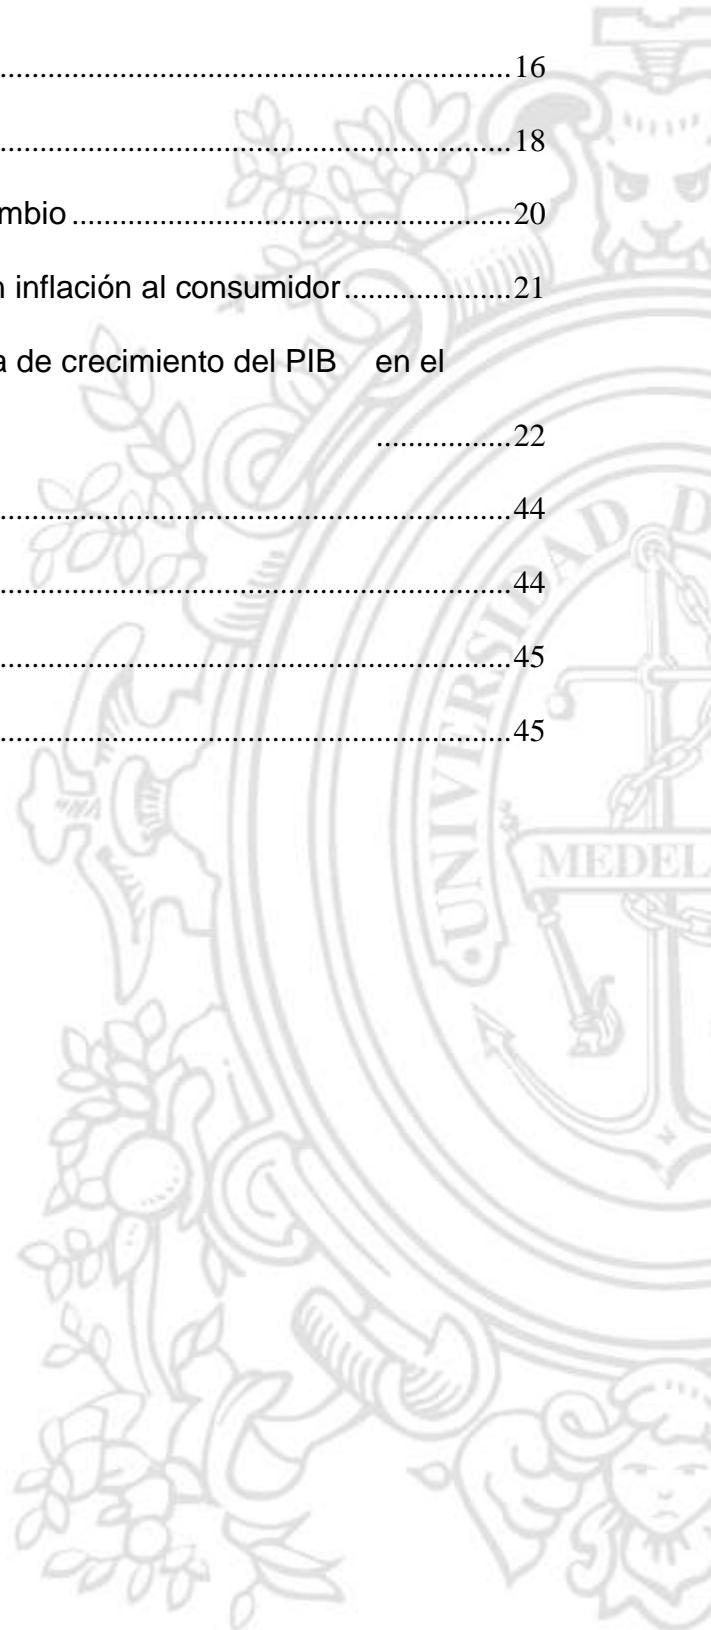 ........................................................................16
........................................................................18
mbio................................................................20
n inflación al consumidor....................21
a de crecimiento del PIB en el
................22
........................................................................44
........................................................................44
........................................................................45
........................................................................45
UNIVERSIDAD D
MEDEL